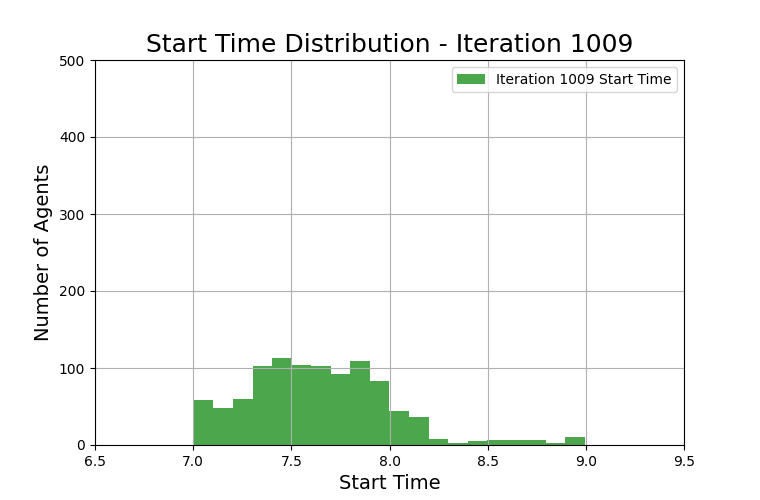 Start Time Distribution - Iteration 1009
Iteration 1009 Start Time
Number of Agents
500
400
300
200
100
0
6.5 7.0 7.5 8.0 8.5 9.0 9.5
Start Time